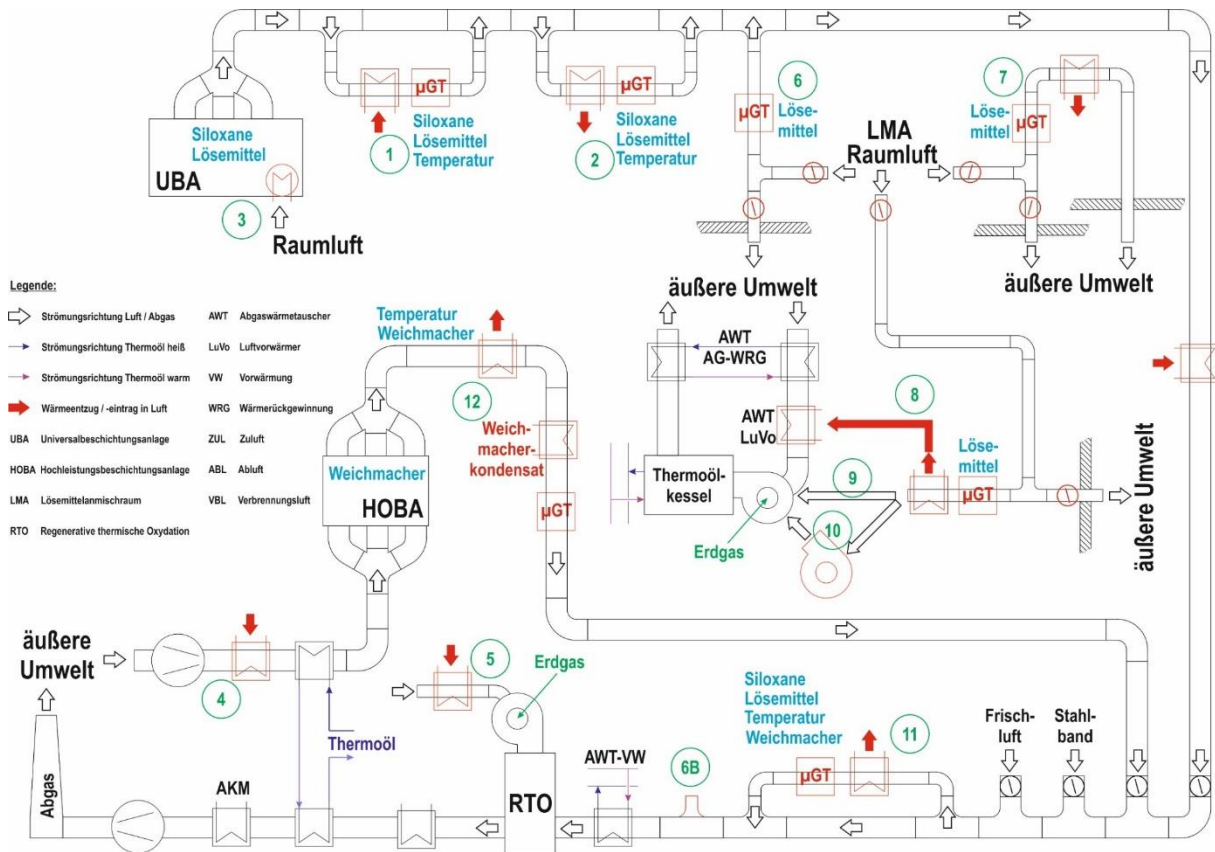 µGT
µGT
µGT
µGT
1
Siloxane
Lösemittel
Temperatur
2
Siloxane
Lösemittel
Temperatur
6
Löse-
mittel
7
Löse-
mittel
Siloxane
Lösemittel
UBA
3
Raumluft
LMA
Raumluft
äußere Umwelt
äußere Umwelt
Legende:
Strömungsrichtung Luft / Abgas
Strömungsrichtung Thermoöl heiß
Strömungsrichtung Thermoöl warm
Wärmeentzug / -eintrag in Luft
UBA Universalbeschichtungsanlage
HOBA Hochleistungsbeschichtungsanlage
LMA Lösemittelanmischraum
RTO Regenerative thermische Oxydation
AWT Abgaswärmetauscher
LuVo Luftvorwärmer
VW Vorwärmung
WRG Wärmerückgewinnung
ZUL Zuluft
ABL Abluft
VBL Verbrennungsluft
Temperatur
Weichmacher
12
Weich-
macher-
kondensat
µGT
Weichmacher
HOBA
AWT
AG-WRG
AWT
LuVo
Thermoöl-
kessel
Erdgas
8
9
10
Löse-
mittel
µGT
äußere Umwelt
äußere
Umwelt
4
Thermoöl
5
Erdgas
Abgas
AKM
RTO
AWT-VW
6B
Siloxane
Lösemittel
Temperatur
Weichmacher
µGT
11
Frisch-
luft
Stahl-
band